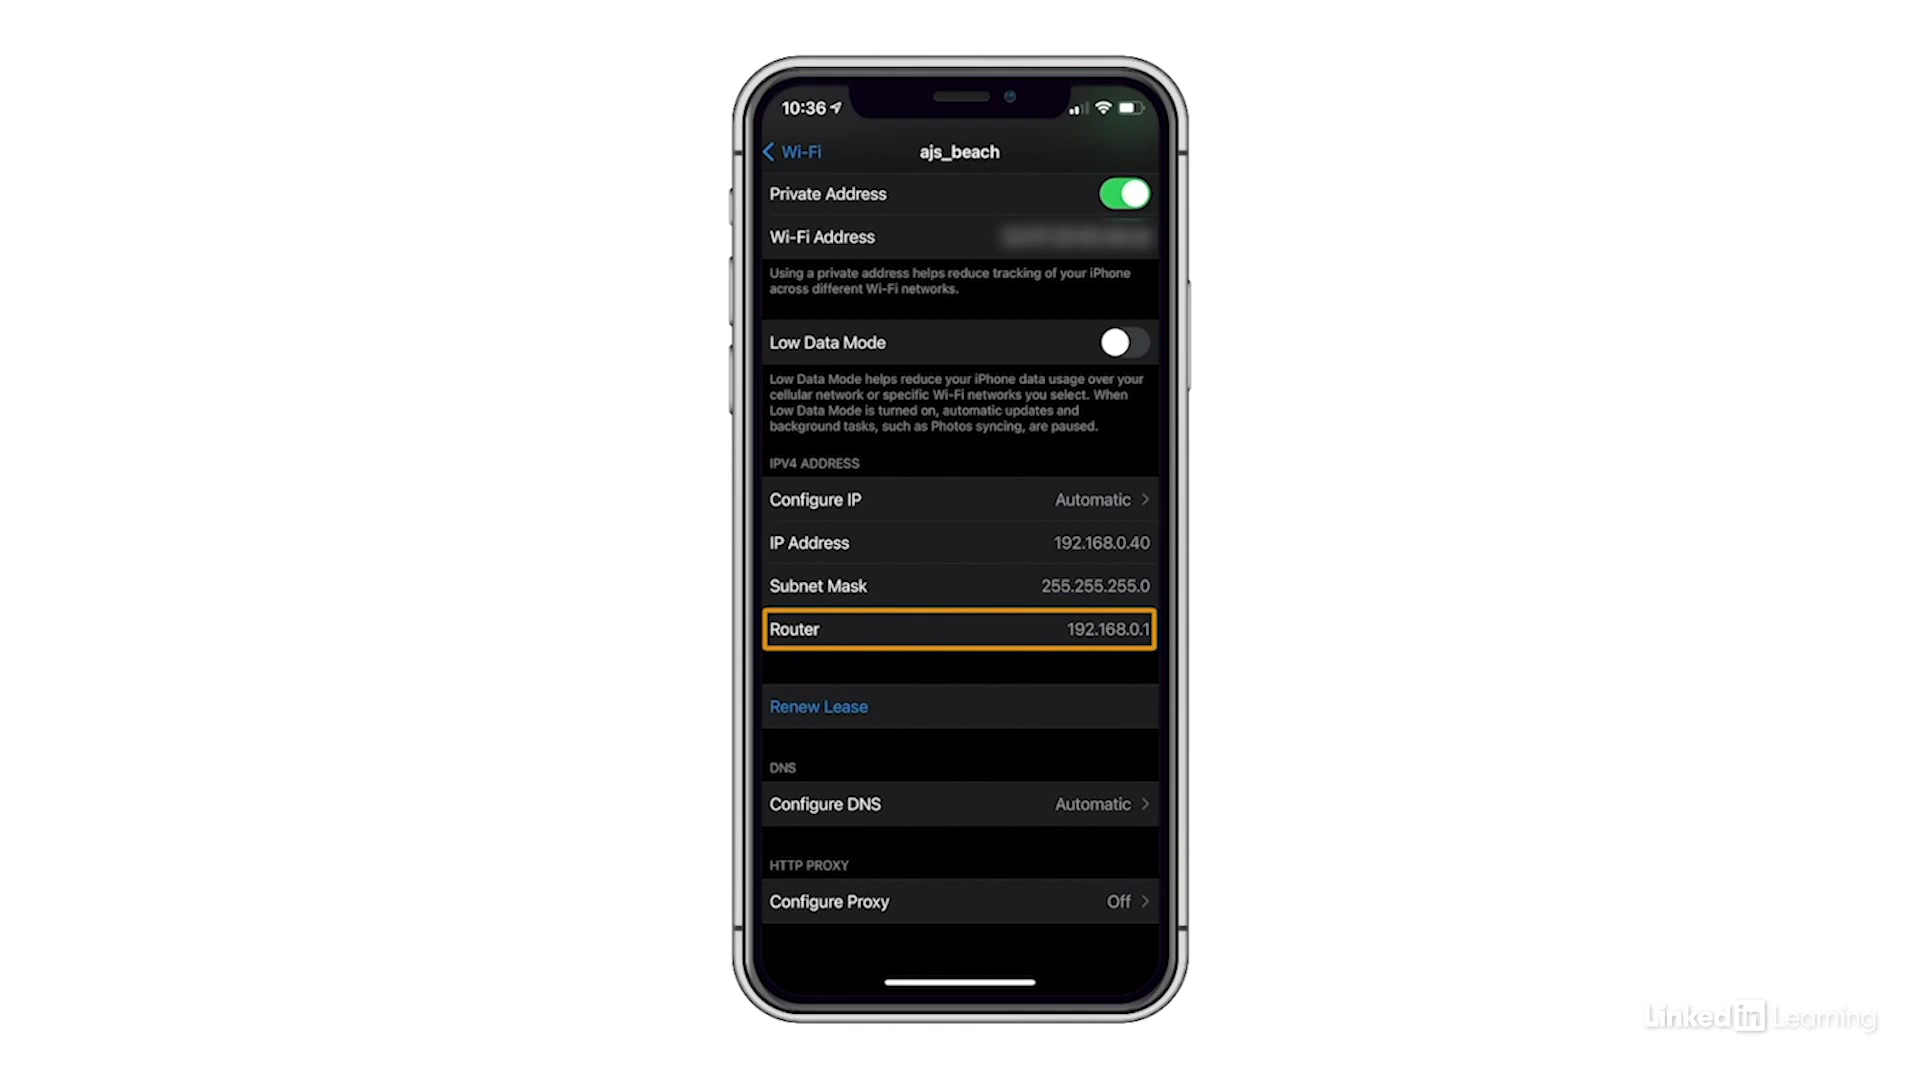 10:36
Wi-Fi
ajs_beach
Private Address
Wi-Fi Address
Using a private address helps reduce tracking of your iPhone
across different Wi-Fi networks.
Low Data Mode
Low Data Mode helps reduce your iPhone data usage over your
cellular network or specific Wi-Fi networks you select. When
Low Data Mode is turned on, automatic updates and
background tasks, such as Photos syncing, are paused.
IPV4 ADDRESS
Configure IP Automatic
IP Address 192.168.0.40
Subnet Mask 255.255.255.0
Router 192.168.0.1
Renew Lease
DNS
Configure DNS Automatic
HTTP PROXY
Configure Proxy Off
Linked in Learning